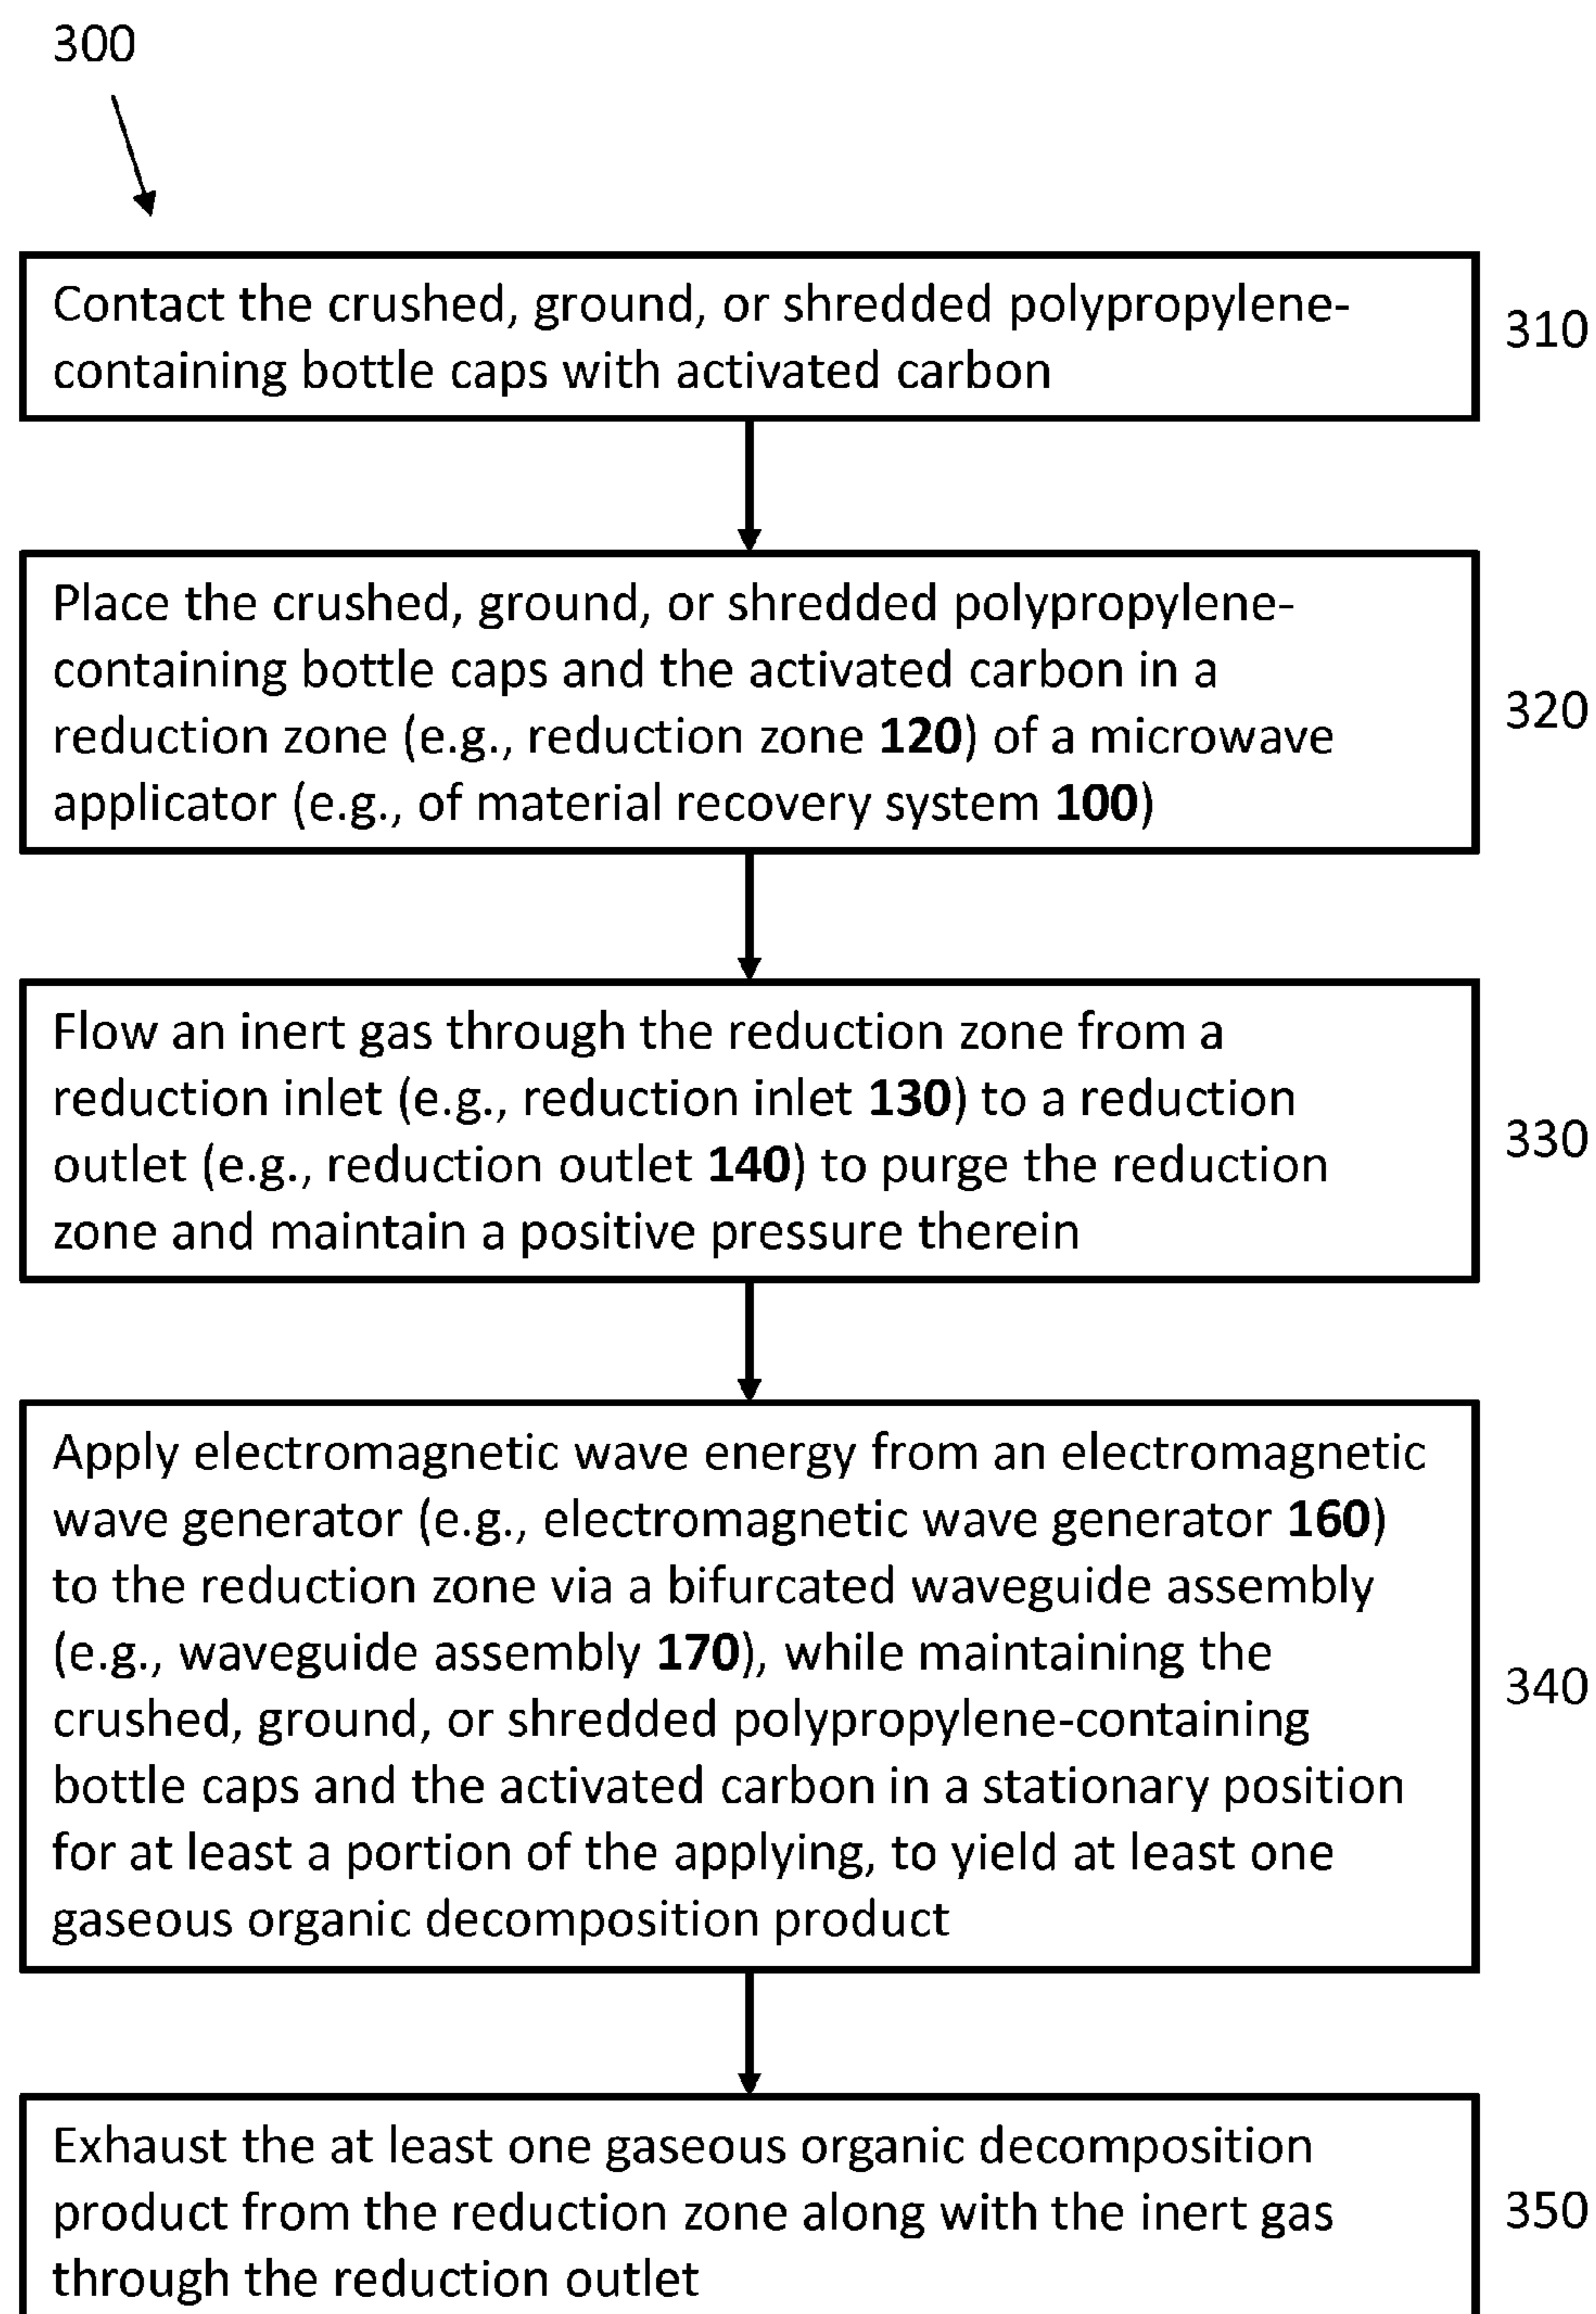 300
Contact the crushed, ground, or shredded polypropylene-
containing bottle caps with activated carbon
310
Place the crushed, ground, or shredded polypropylene-
containing bottle caps and the activated carbon in a
reduction zone (e.g., reduction zone 120) of a microwave
applicator (e.g., of material recovery system 100)
320
Flow an inert gas through the reduction zone from a
reduction inlet (e.g., reduction inlet 130) to a reduction
outlet (e.g., reduction outlet 140) to purge the reduction
zone and maintain a positive pressure therein
330
Apply electromagnetic wave energy from an electromagnetic
wave generator (e.g., electromagnetic wave generator 160)
to the reduction zone via a bifurcated waveguide assembly
(e.g., waveguide assembly 170), while maintaining the
crushed, ground, or shredded polypropylene-containing
bottle caps and the activated carbon in a stationary position
for at least a portion of the applying, to yield at least one
gaseous organic decomposition product
340
Exhaust the at least one gaseous organic decomposition
product from the reduction zone along with the inert gas
through the reduction outlet
350